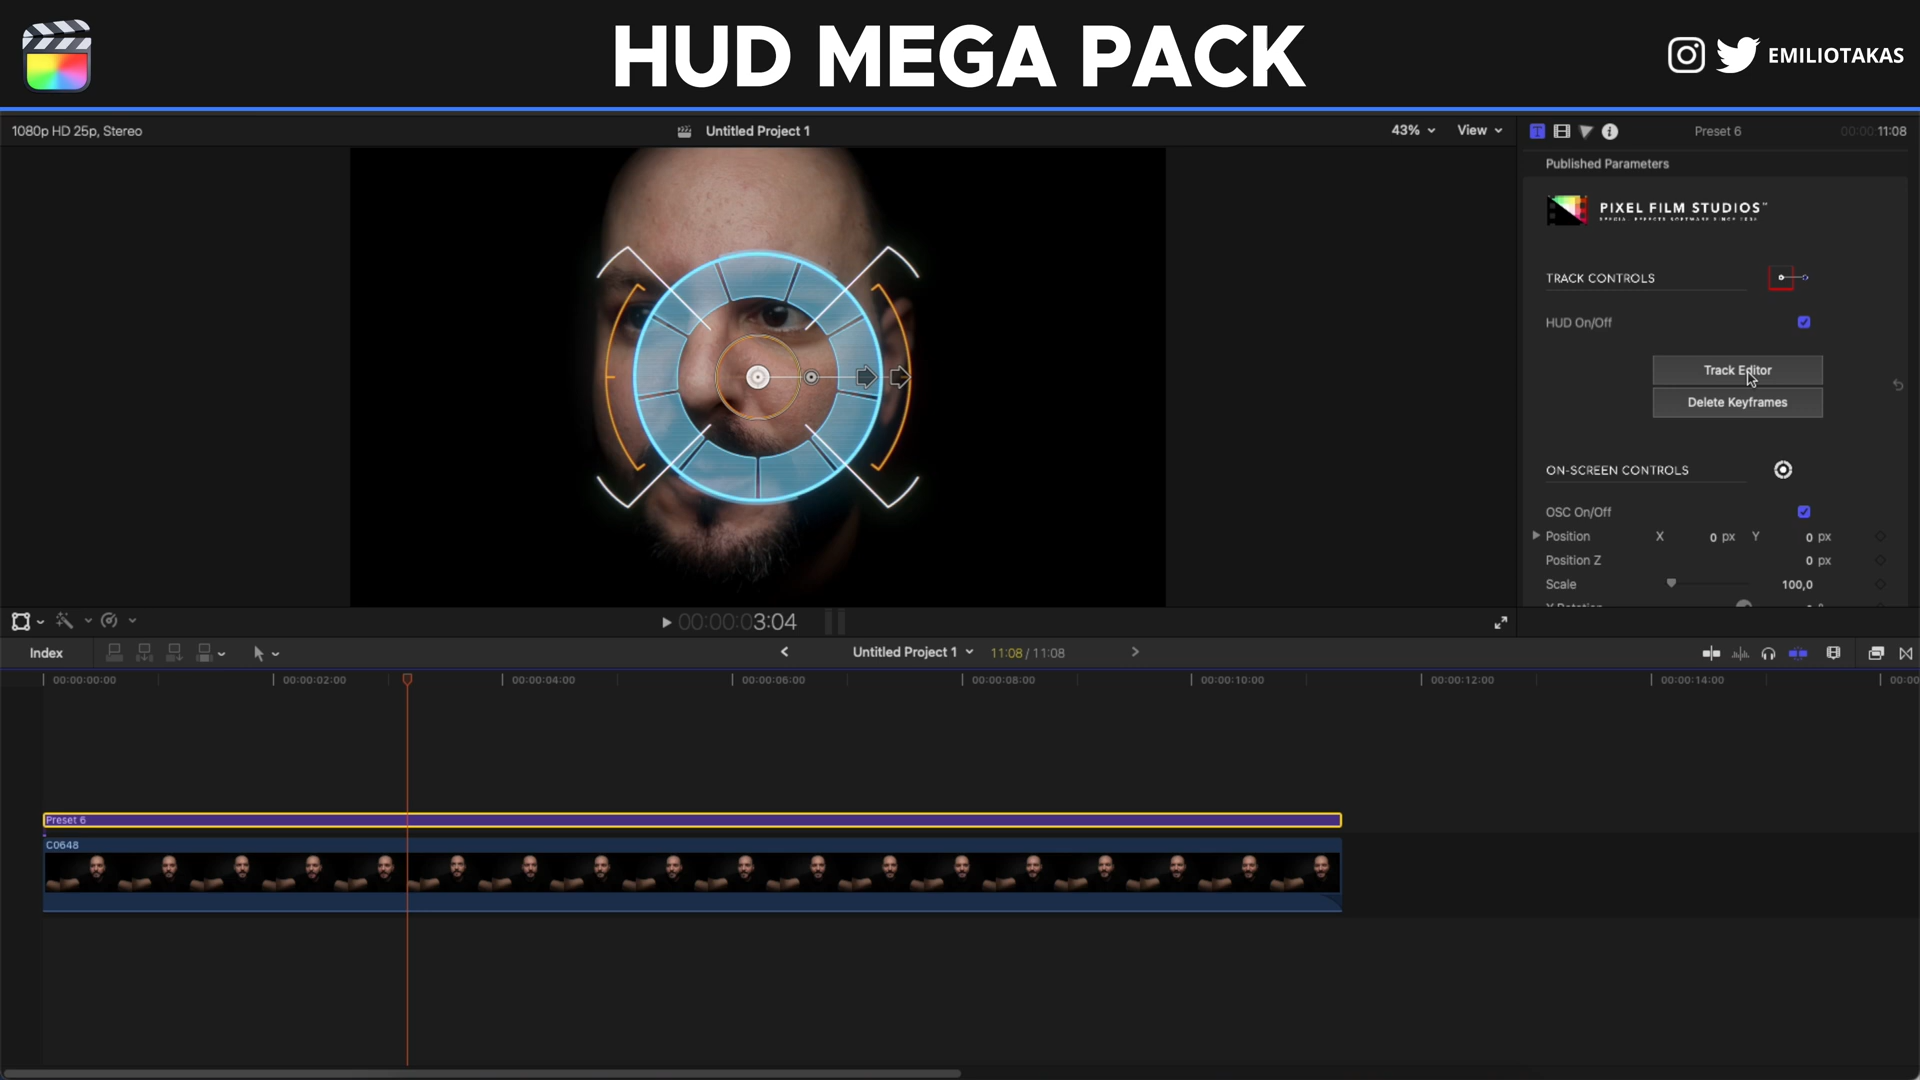 HUD MEGA PACK
EMILIOTAKAS
1080p HD 25p, Stereo
Untitled Project 1
43%
View
Preset 6
00:00:11:08
Published Parameters
PIXEL FILM STUDIOS™
TRACK CONTROLS
HUD On/Off
Track Editor
Delete Keyframes
ON-SCREEN CONTROLS
OSC On/Off
Position X 0 px Y 0 px
Position Z 0 px
Scale 100,0
00:00:00:03:04
Index
Untitled Project 1
11:08 / 11:08
00:00:00:00
00:00:02:00
00:00:04:00
00:00:06:00
00:00:08:00
00:00:10:00
00:00:12:00
00:00:14:00
Preset 6
C0648